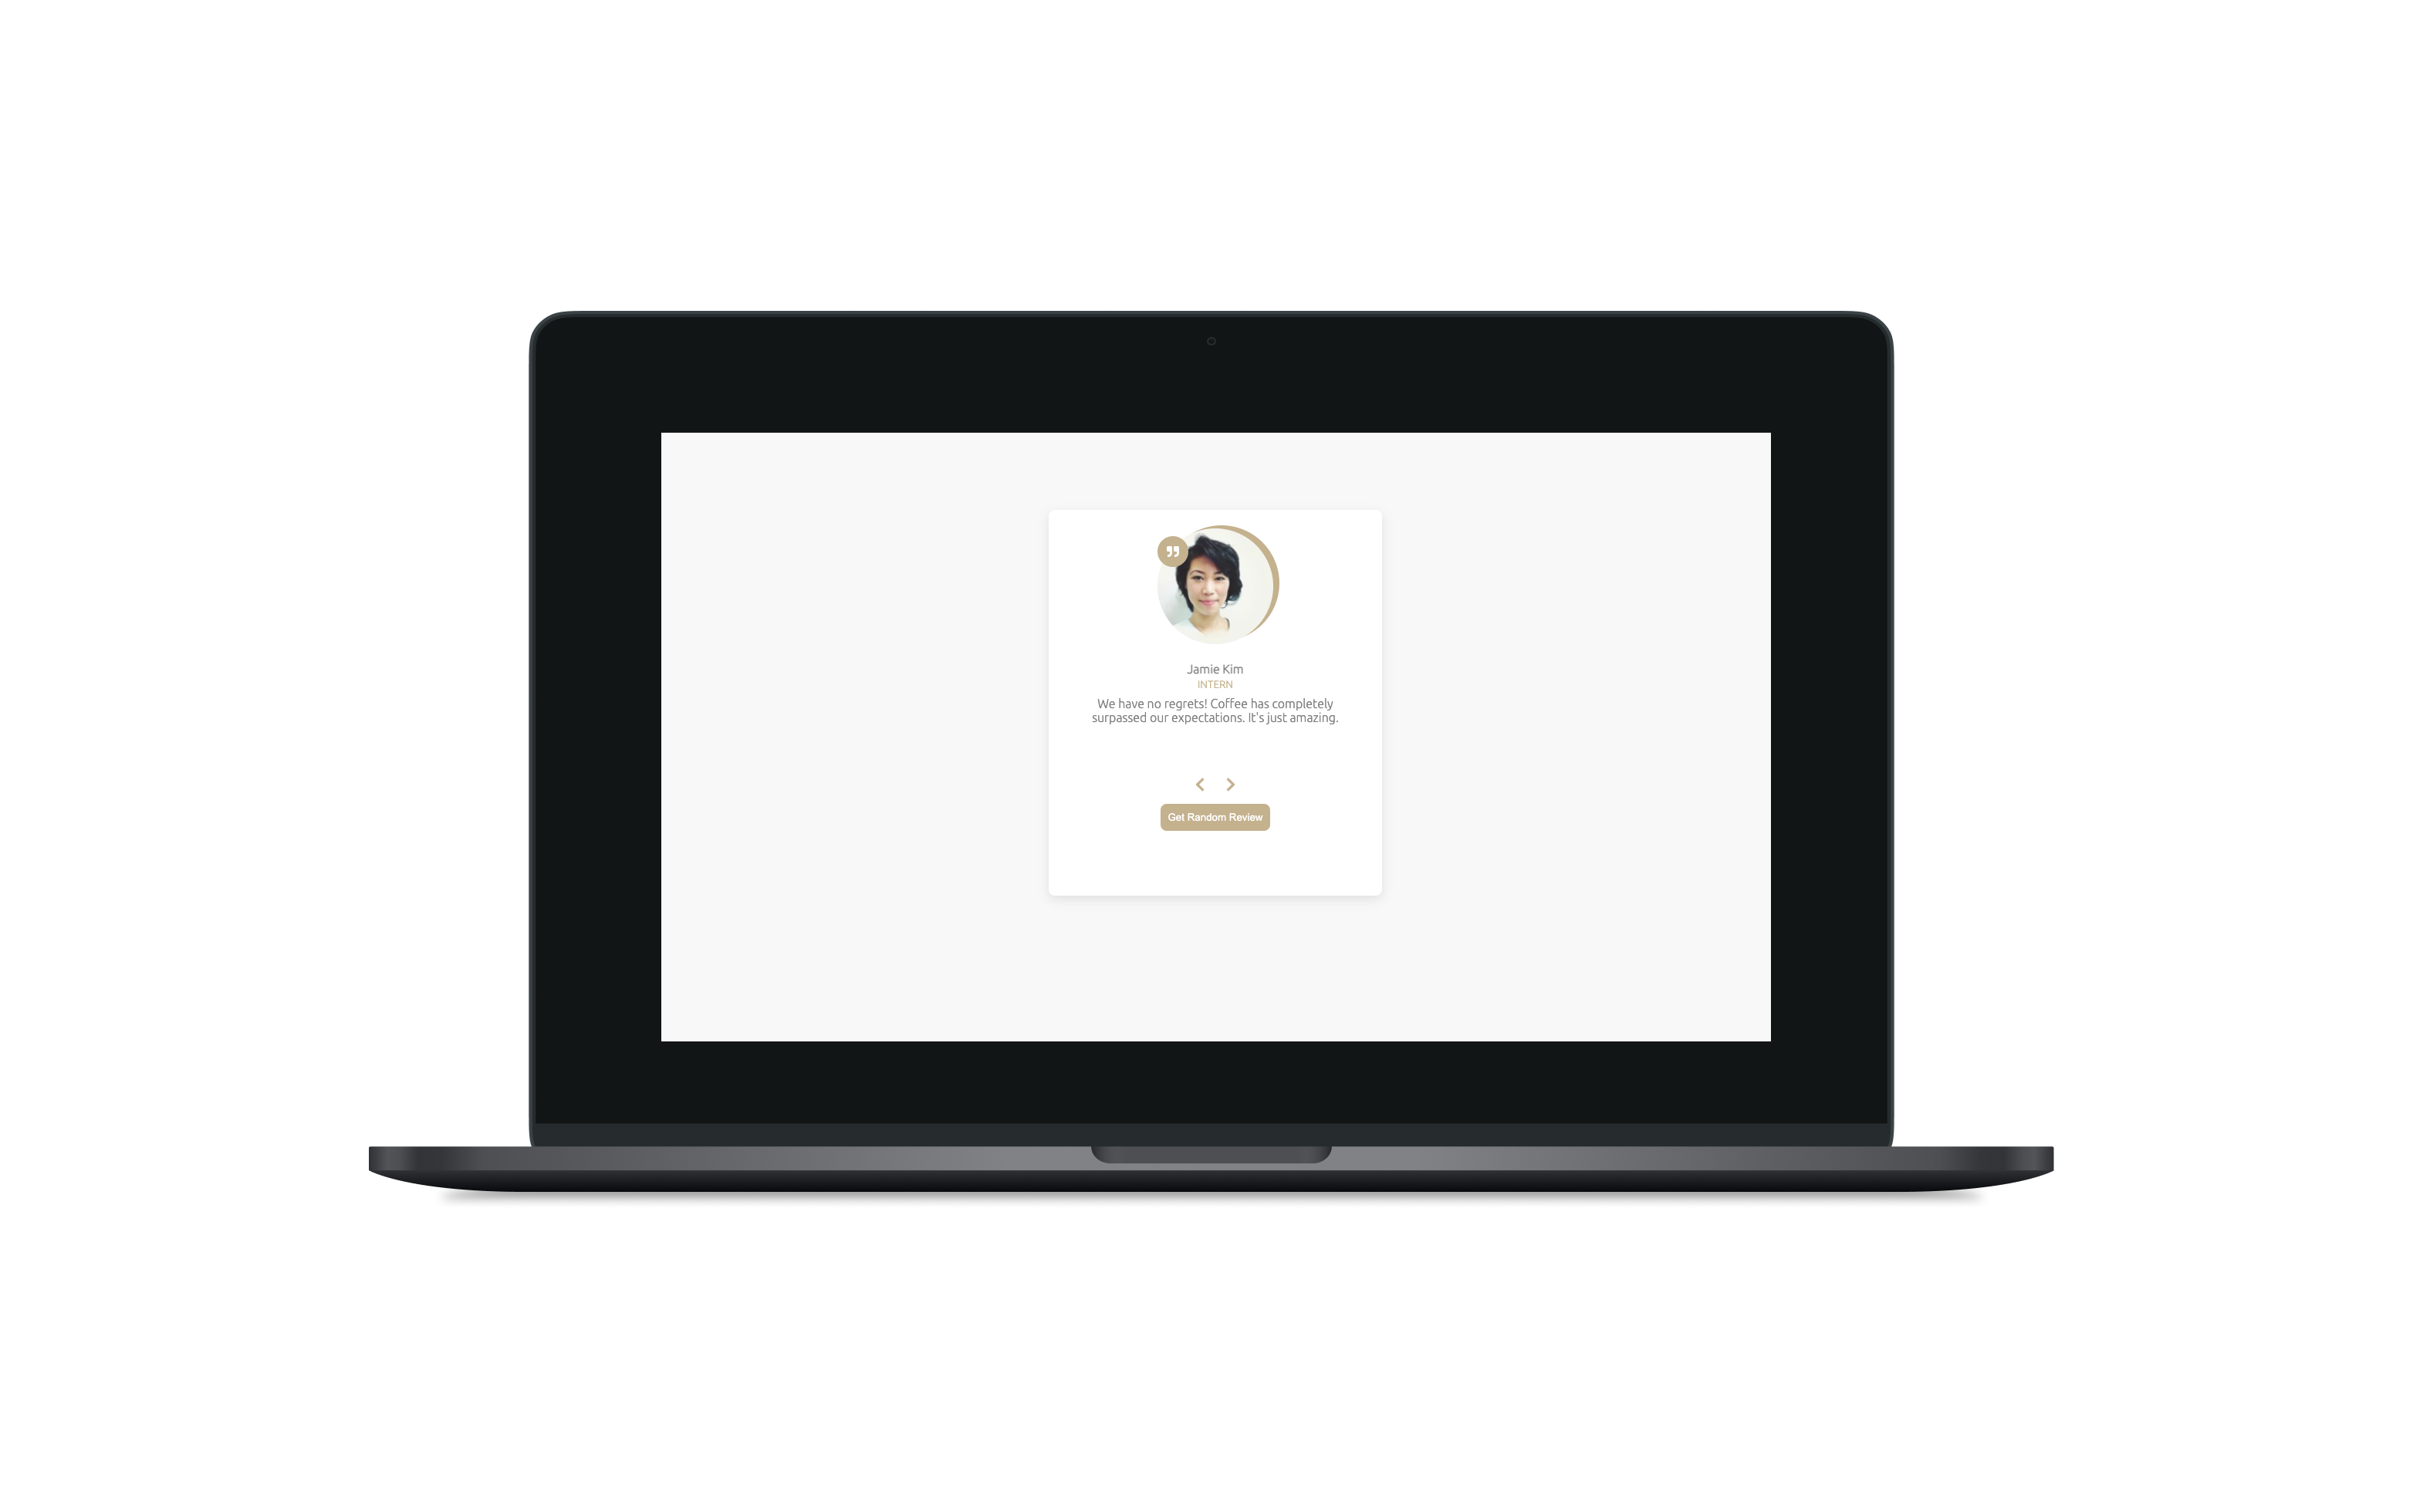 Jamie Kim
INTERN
We have no regrets! Coffee has completely
surpassed our expectations. It's just amazing.
Get Random Review